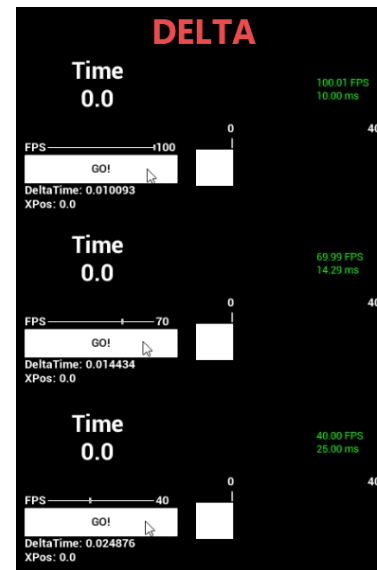 DELTA
Time
0.0
100.01 FPS
10.00 ms
0
40
FPS 100
GO!
DeltaTime: 0.010093
XPos: 0.0
Time
0.0
69.99 FPS
14.29 ms
0
40
FPS 70
GO!
DeltaTime: 0.014434
XPos: 0.0
Time
0.0
40.00 FPS
25.00 ms
0
40
FPS 40
GO!
DeltaTime: 0.024876
XPos: 0.0